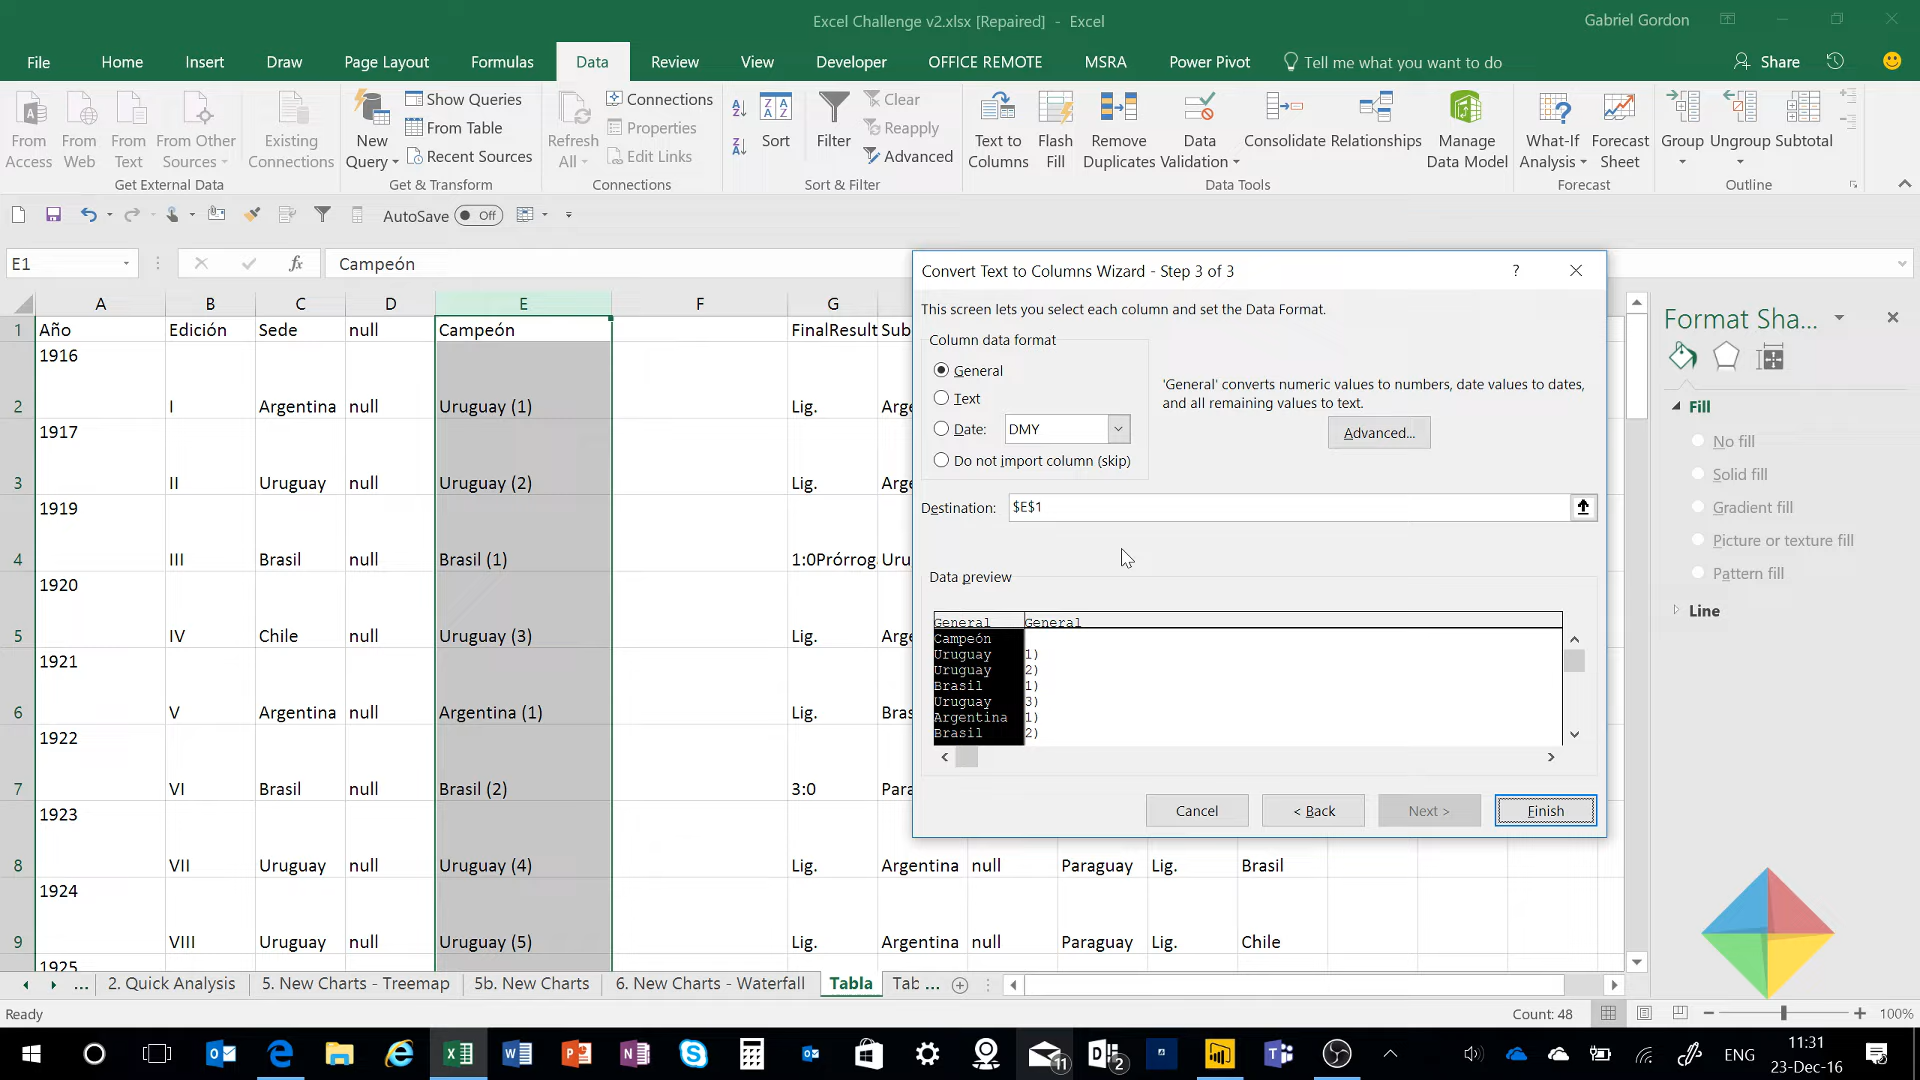 Excel Challenge v2.xlsx [Repaired] - Excel
Gabriel Gordon
File Home Insert Draw Page Layout Formulas Data Review View Developer OFFICE REMOTE MSRA Power Pivot Tell me what you want to do Share
From Access
From Web
From Text
From Other Sources
Existing Connections
Get External Data
New Query
Show Queries
From Table
Recent Sources
Get & Transform
Refresh All
Connections
Properties
Edit Links
Connections
Sort
Filter
Clear
Reapply
Advanced
Sort & Filter
Text to Columns
Flash Fill
Remove Duplicates
Data Validation
Consolidate
Relationships
Manage Data Model
Data Tools
What-If Analysis
Forecast Sheet
Forecast
Group
Ungroup
Subtotal
Outline
AutoSave Off
E1
fx
Campeón
A B C D E F G
1 Año Edición Sede null Campeón FinalResult Sub
1916
2 I Argentina null Uruguay (1) Lig. Arge
1917
3 II Uruguay null Uruguay (2) Lig. Arge
1919
4 III Brasil null Brasil (1) 1:0Prórrog Uru
1920
5 IV Chile null Uruguay (3) Lig. Arge
1921
6 V Argentina null Argentina (1) Lig. Bras
1922
7 VI Brasil null Brasil (2) 3:0 Para
1923
8 VII Uruguay null Uruguay (4) Lig. Argentina null Paraguay Lig. Brasil
1924
9 VIII Uruguay null Uruguay (5) Lig. Argentina null Paraguay Lig. Chile
1925
Convert Text to Columns Wizard - Step 3 of 3
?
This screen lets you select each column and set the Data Format.
Column data format
General
Text
Date: DMY
Do not import column (skip)
'General' converts numeric values to numbers, date values to dates,
and all remaining values to text.
Advanced...
Destination: $E$1
Data preview
General General
Campeón
Uruguay 1)
Uruguay 2)
Brasil 1)
Uruguay 3)
Argentina 1)
Brasil 2)
Cancel
< Back
Next >
Finish
Format Sha...
Fill
No fill
Solid fill
Gradient fill
Picture or texture fill
Pattern fill
Line
... 2. Quick Analysis 5. New Charts - Treemap 5b. New Charts 6. New Charts - Waterfall Tabla Tab ...
Ready
Count: 48
100%
11
2
ENG
11:31
23-Dec-16